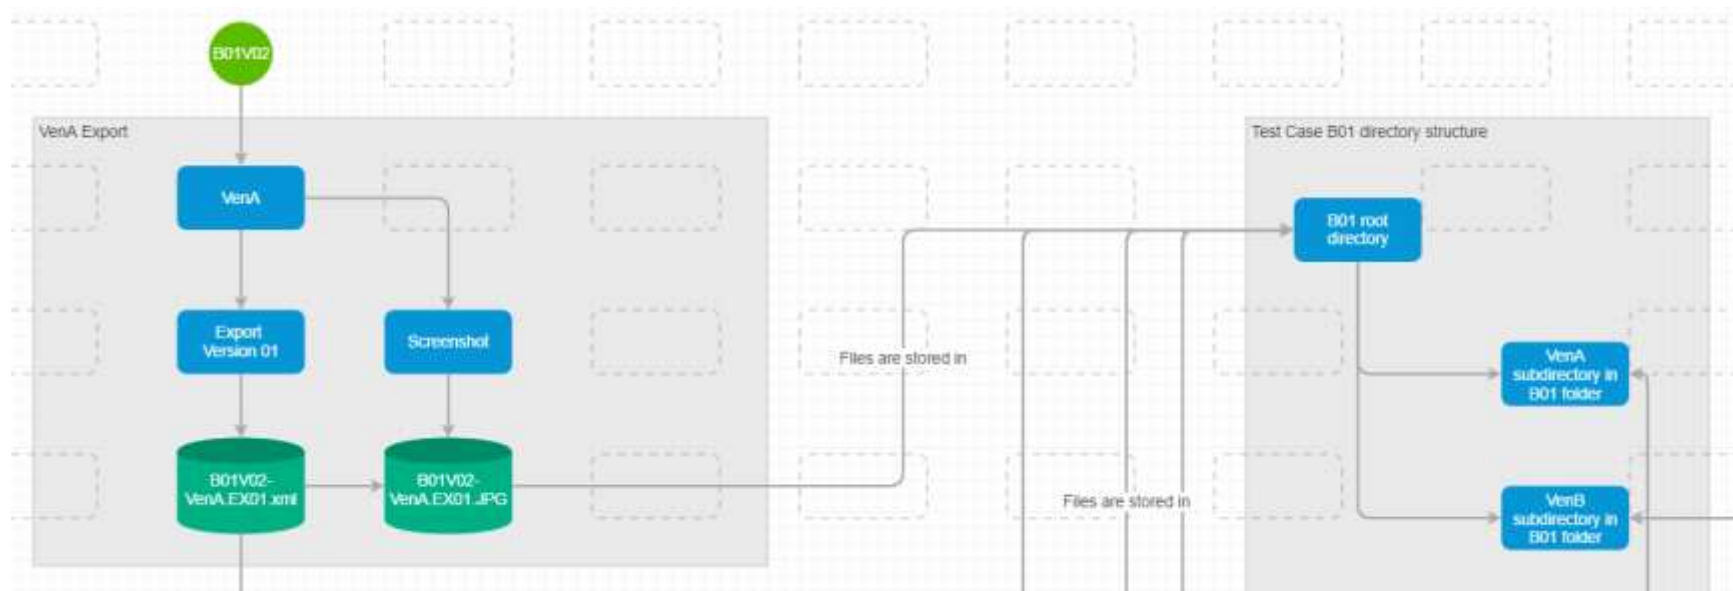 B01V02
VenA Export
Test Case B01 directory structure
VenA
B01 root
directory
Export
Version 01
Screenshot
Files are stored in
VenA
subdirectory in
B01 folder
B01V02-
VenA.EX01.xml
B01V02-
VenA.EX01.JPG
Files are stored in
VenB
subdirectory in
B01 folder